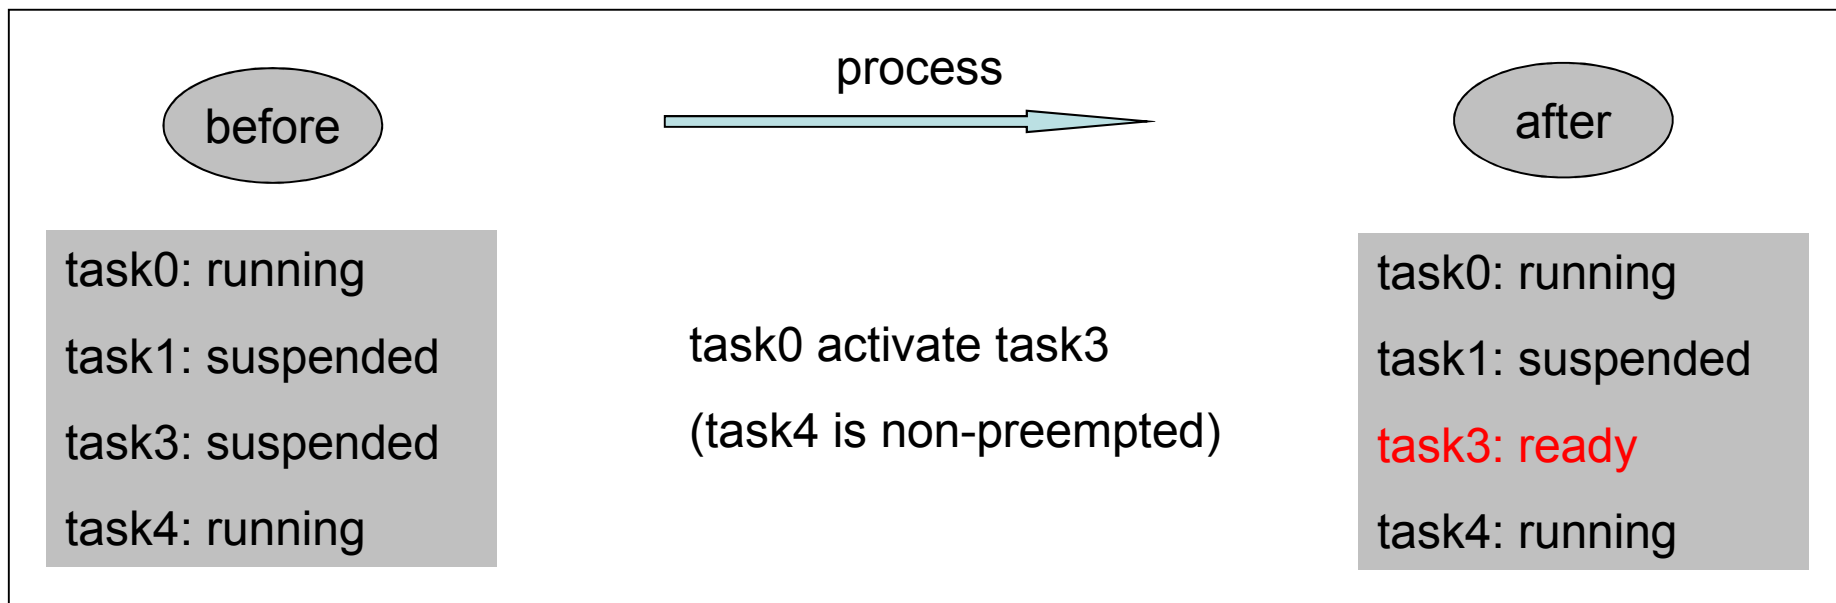 before
process
after
task0: running
task1: suspended
task3: suspended
task4: running
task0 activate task3
(task4 is non-preempted)
task0: running
task1: suspended
task3: ready
task4: running